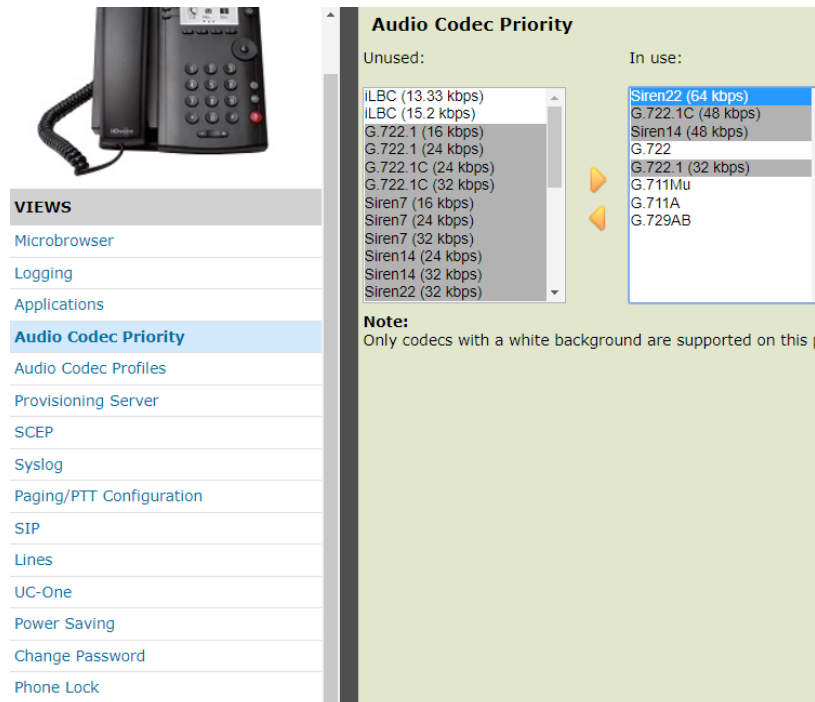 Audio Codec Priority
Unused:
iLBC (13.33 kbps)
iLBC (15.2 kbps)
G.722.1 (16 kbps)
G.722.1 (24 kbps)
G.722.1C (24 kbps)
G.722.1C (32 kbps)
Siren7 (16 kbps)
Siren7 (24 kbps)
Siren7 (32 kbps)
Siren14 (24 kbps)
Siren14 (32 kbps)
Siren22 (32 kbps)
In use:
Siren22 (64 kbps)
G.722.1C (48 kbps)
Siren14 (48 kbps)
G.722
G.722.1 (32 kbps)
G.711Mu
G.711A
G.729AB
Note:
Only codecs with a white background are supported on this
VIEWS
Microbrowser
Logging
Applications
Audio Codec Priority
Audio Codec Profiles
Provisioning Server
SCEP
Syslog
Paging/PTT Configuration
SIP
Lines
UC-One
Power Saving
Change Password
Phone Lock